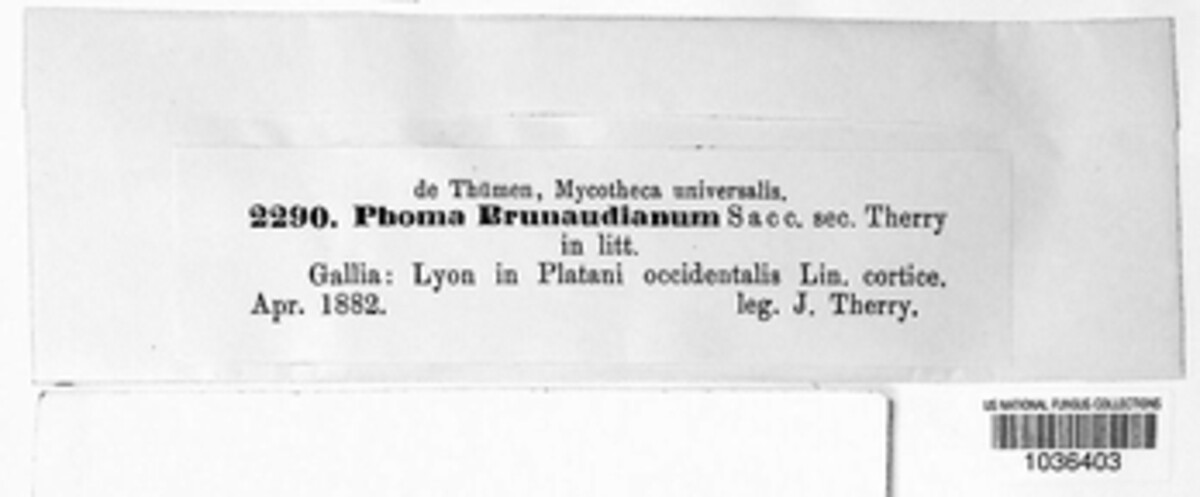 de Thümen, Mycotheca universalis.
2290. Phoma Brunaudianum Sacc. sec. Therry
in litt.
Gallia: Lyon in Platani occidentalis Lin. cortice.
Apr. 1882. leg. J. Therry.
US NATIONAL FUNGUS COLLECTIONS
1036403